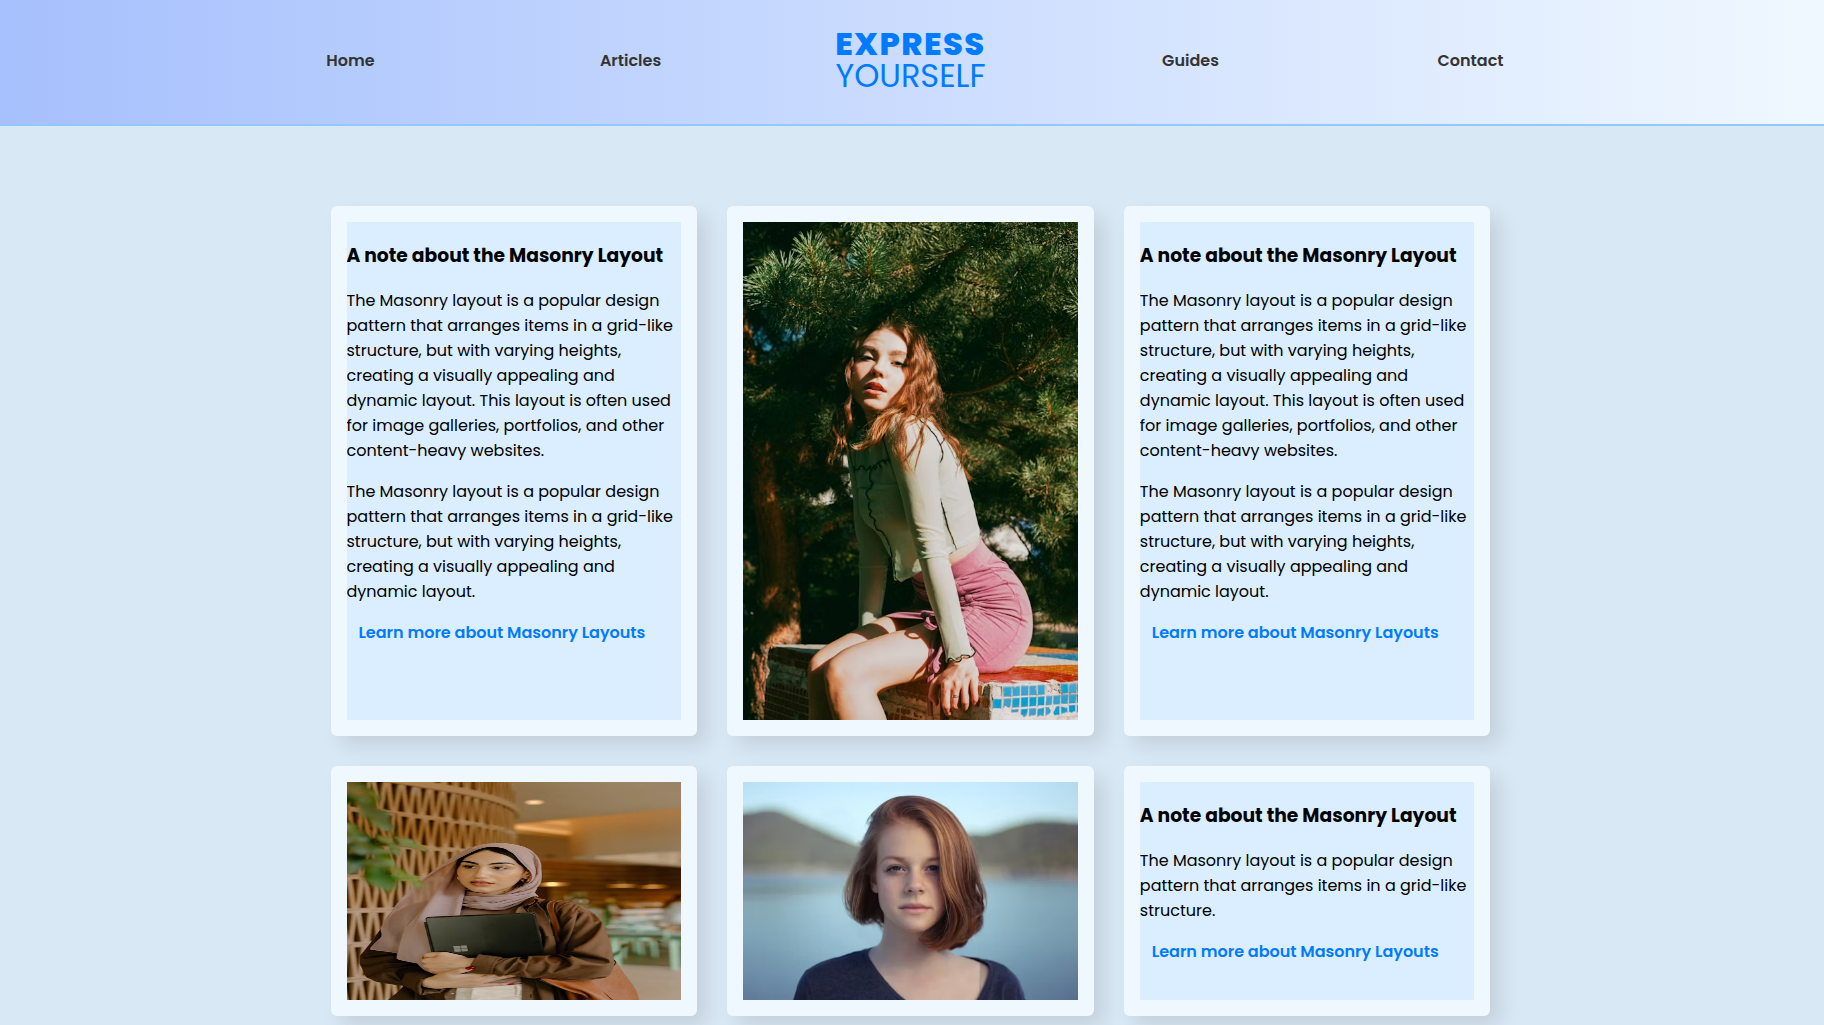 Home
Articles
EXPRESS
YOURSELF
Guides
Contact
A note about the Masonry Layout
The Masonry layout is a popular design
pattern that arranges items in a grid-like
structure, but with varying heights,
creating a visually appealing and
dynamic layout. This layout is often used
for image galleries, portfolios, and other
content-heavy websites.
The Masonry layout is a popular design
pattern that arranges items in a grid-like
structure, but with varying heights,
creating a visually appealing and
dynamic layout.
Learn more about Masonry Layouts
A note about the Masonry Layout
The Masonry layout is a popular design
pattern that arranges items in a grid-like
structure, but with varying heights,
creating a visually appealing and
dynamic layout. This layout is often used
for image galleries, portfolios, and other
content-heavy websites.
The Masonry layout is a popular design
pattern that arranges items in a grid-like
structure, but with varying heights,
creating a visually appealing and
dynamic layout.
Learn more about Masonry Layouts
A note about the Masonry Layout
The Masonry layout is a popular design
pattern that arranges items in a grid-like
structure.
Learn more about Masonry Layouts